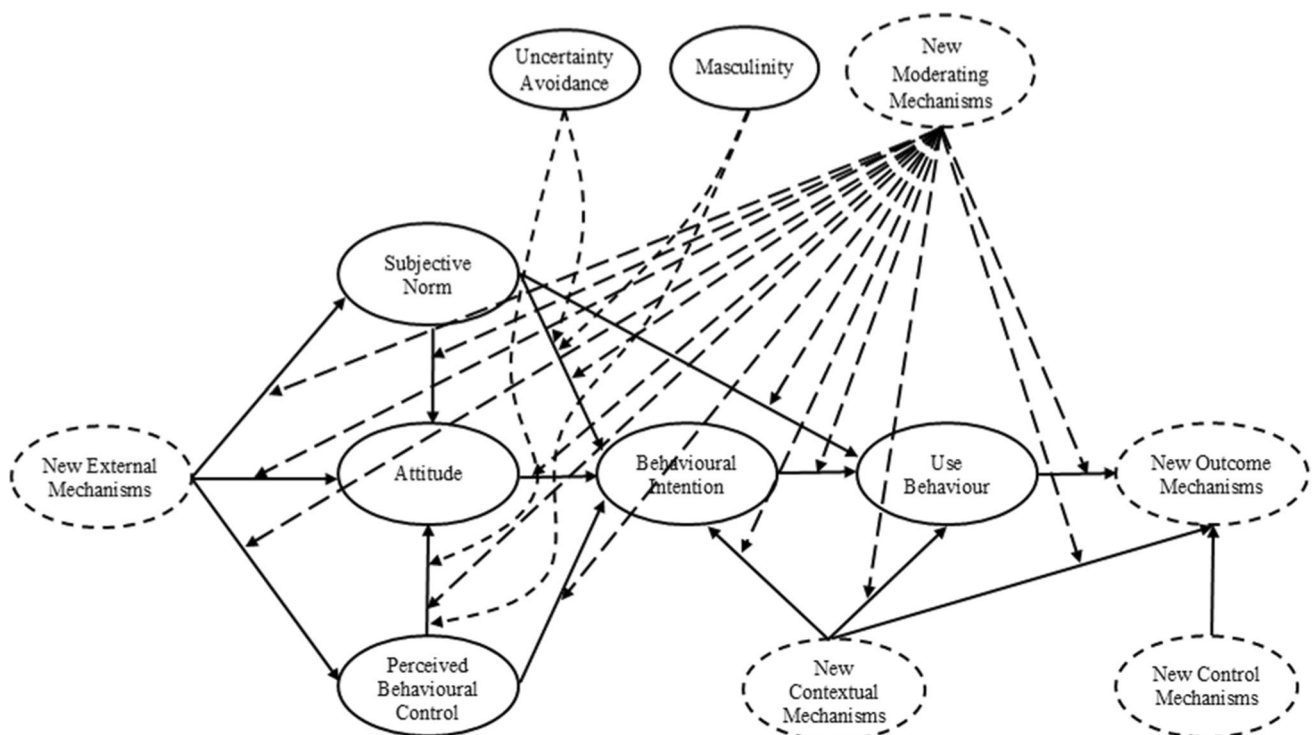 Uncertainty
Avoidance
Masculinity
New
Moderating
Mechanisms
Subjective
Norm
New External
Mechanisms
Attitude
Behavioural
Intention
Use
Behaviour
New Outcome
Mechanisms
Perceived
Behavioural
Control
New
Contextual
Mechanisms
New Control
Mechanisms